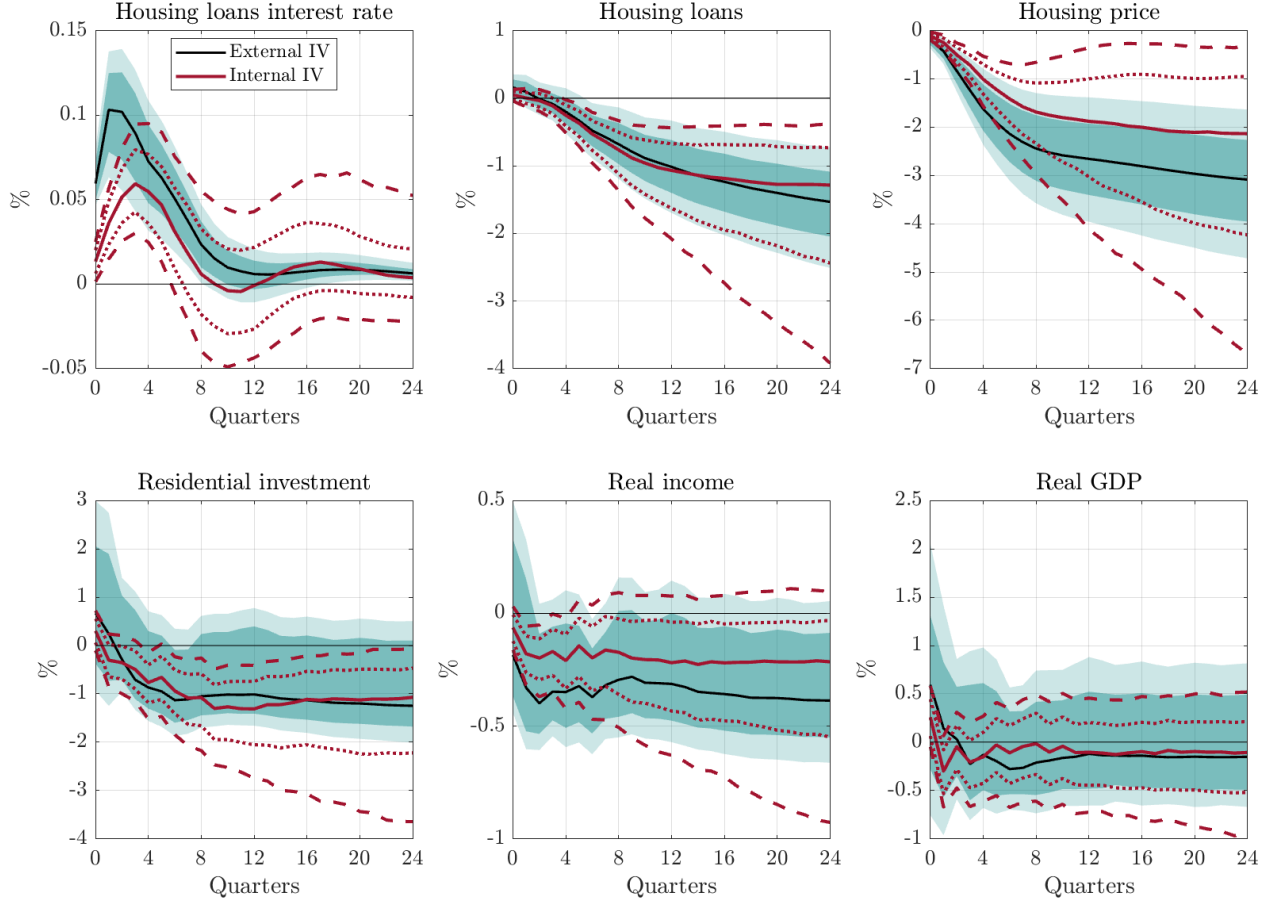 Housing loans interest rate
0.15
0.1
0.05
0
-0.05
%
0 4 8 12 16 20 24
Quarters
External IV
Internal IV
Housing loans
1
0
-1
-2
-3
-4
%
0 4 8 12 16 20 24
Quarters
Housing price
0
-1
-2
-3
-4
-5
-6
-7
%
0 4 8 12 16 20 24
Quarters
Residential investment
3
2
1
0
-1
-2
-3
-4
%
0 4 8 12 16 20 24
Quarters
Real income
0.5
0
-0.5
-1
%
0 4 8 12 16 20 24
Quarters
Real GDP
2.5
2
1.5
1
0.5
0
-0.5
-1
%
0 4 8 12 16 20 24
Quarters